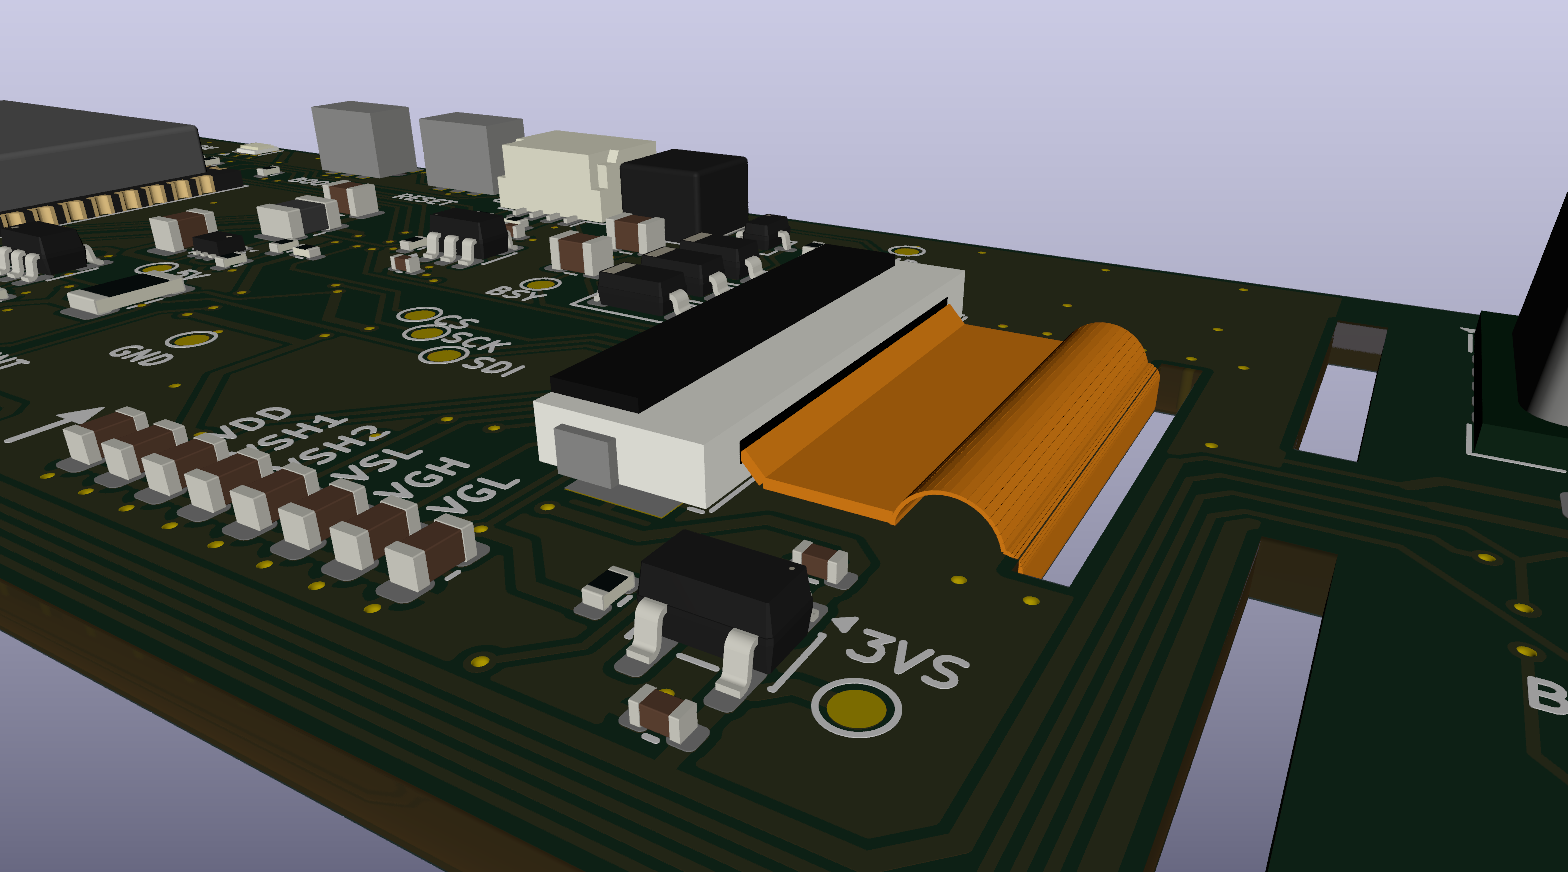 RESET
BSY
CS
SCK
SDI
GND
VDD
VSH1
VSH2
VSL
VGH
VGL
3VS